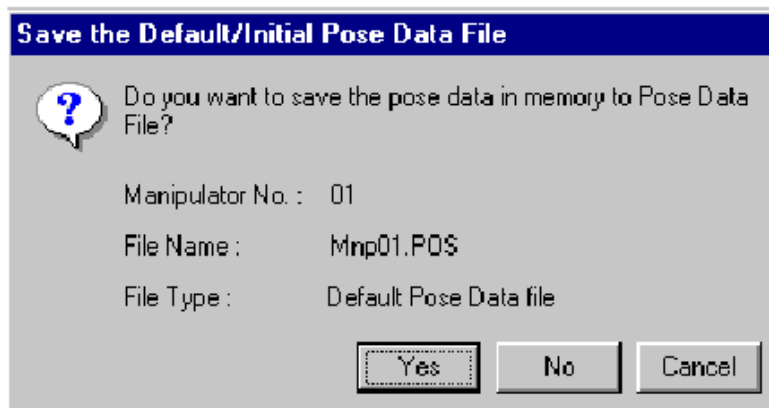 Save the Default/Initial Pose Data File
?
Do you want to save the pose data in memory to Pose Data
File?
Manipulator No. : 01
File Name : Mnp01.POS
File Type : Default Pose Data file
Yes No Cancel